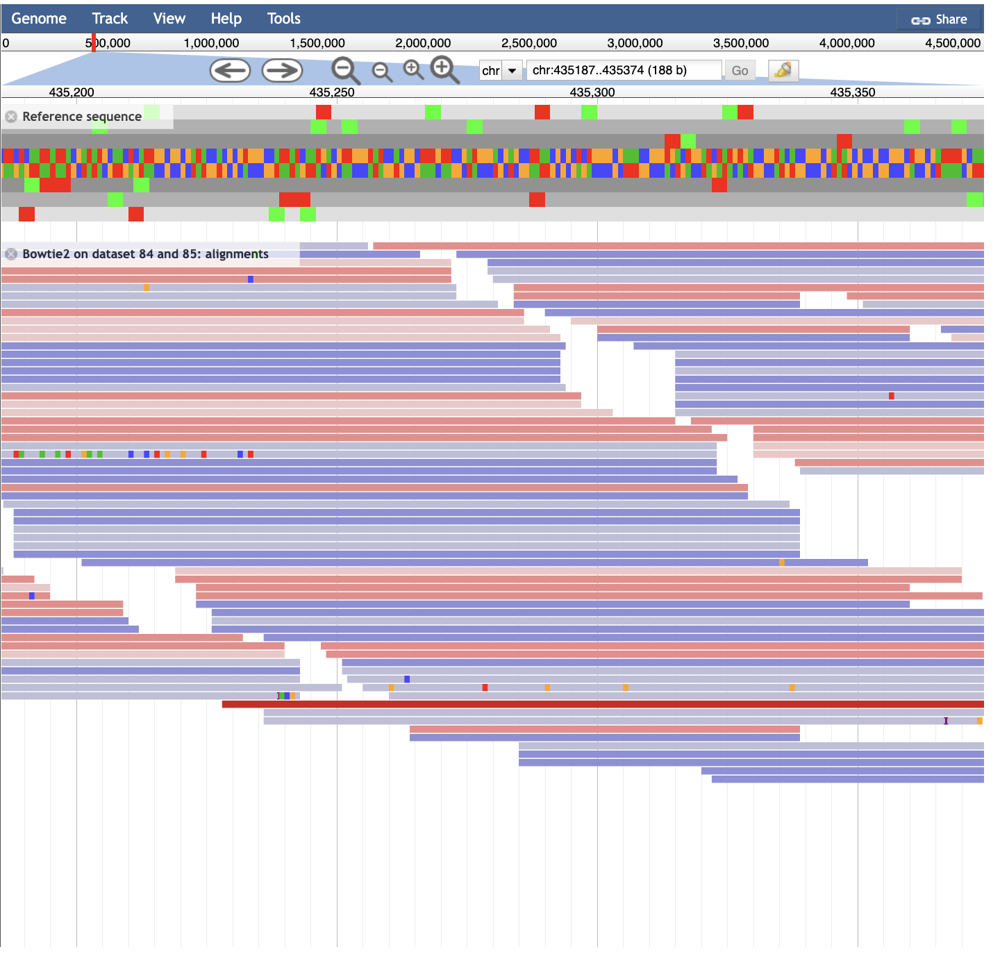 Genome Track View Help Tools Share
0 500,000 1,000,000 1,500,000 2,000,000 2,500,000 3,000,000 3,500,000 4,000,000 4,500,000
chr chr:435187..435374 (188 b) Go
435,200 435,250 435,300 435,350
Reference sequence
Bowtie2 on dataset 84 and 85: alignments